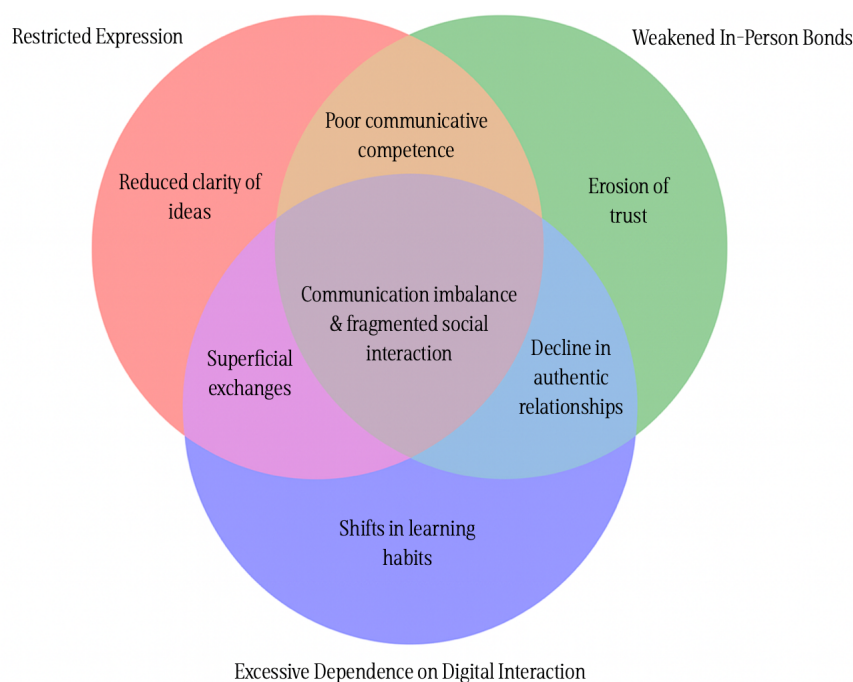 Restricted Expression
Weakened In-Person Bonds
Poor communicative
competence
Reduced clarity of
ideas
Erosion of
trust
Communication imbalance
& fragmented social
interaction
Superficial
exchanges
Decline in
authentic
relationships
Shifts in learning
habits
Excessive Dependence on Digital Interaction